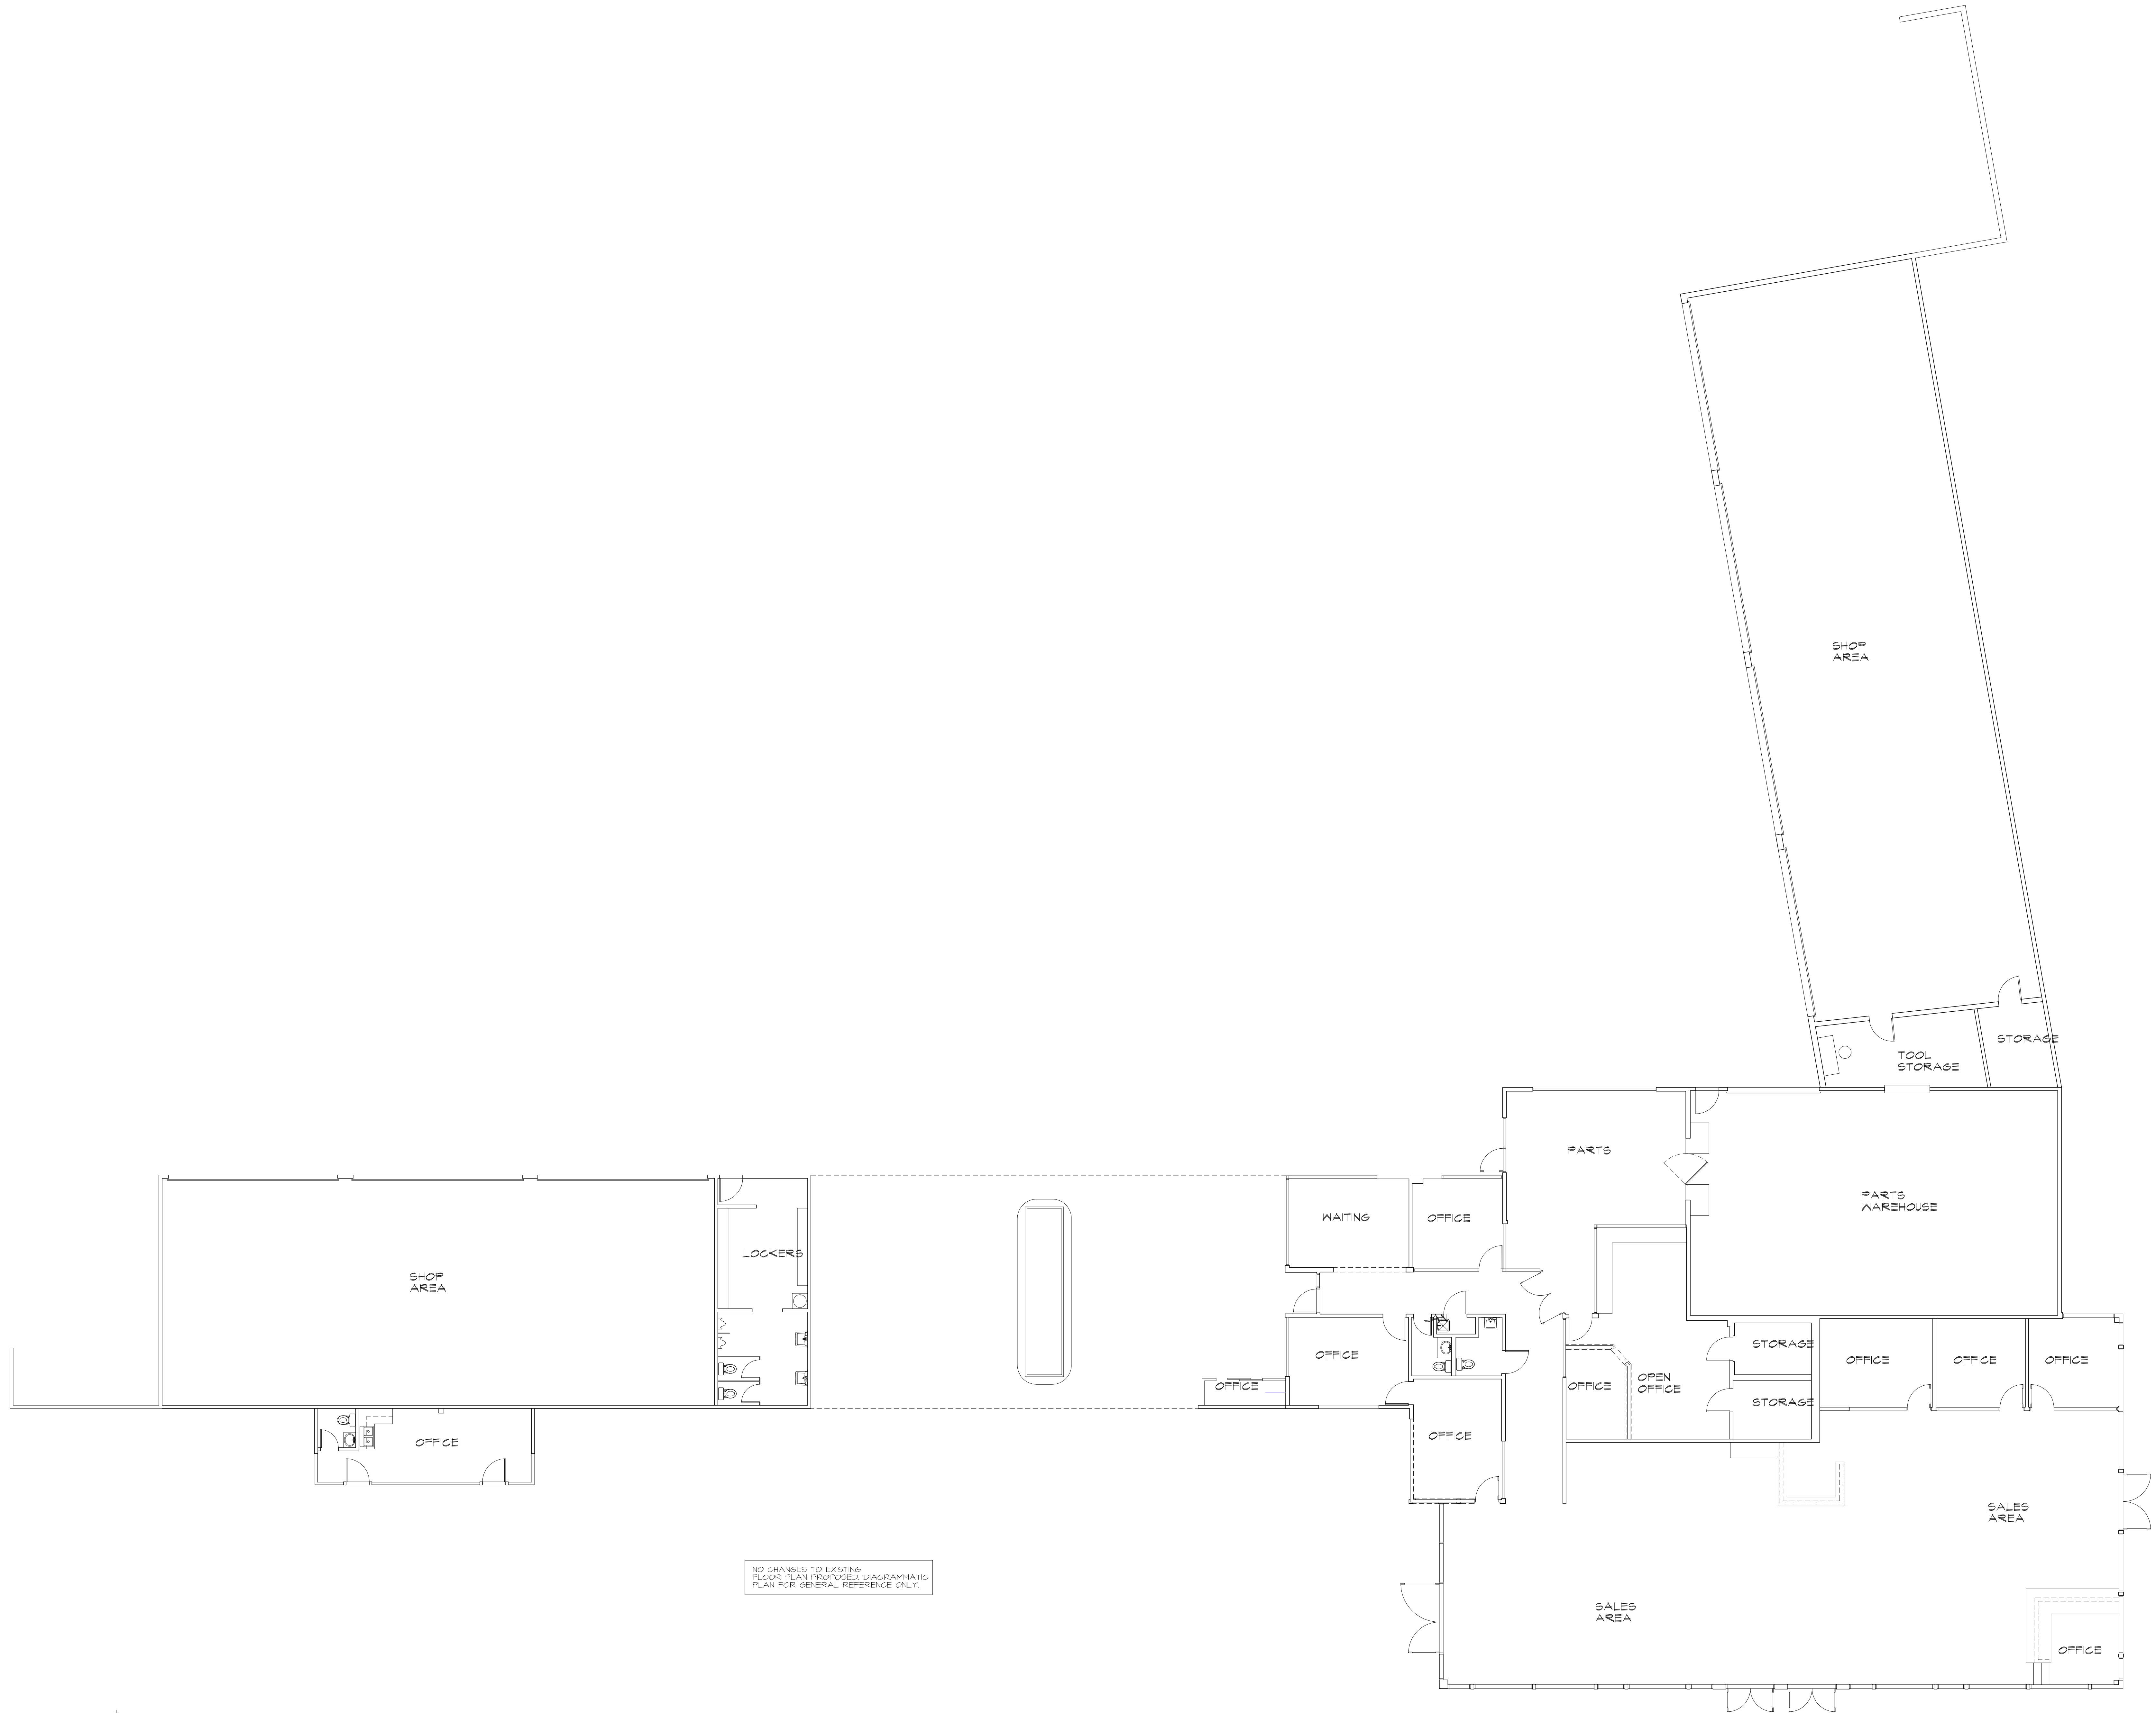 SHOP
AREA
STORAGE
TOOL
STORAGE
PARTS
PARTS
WAREHOUSE
WAITING
OFFICE
LOCKERS
SHOP
AREA
OFFICE
OFFICE
OFFICE
OPEN
OFFICE
STORAGE
STORAGE
OFFICE
OFFICE
OFFICE
OFFICE
OFFICE
OFFICE
SALES
AREA
NO CHANGES TO EXISTING
FLOOR PLAN PROPOSED. DIAGRAMMATIC
PLAN FOR GENERAL REFERENCE ONLY.
SALES
AREA
OFFICE